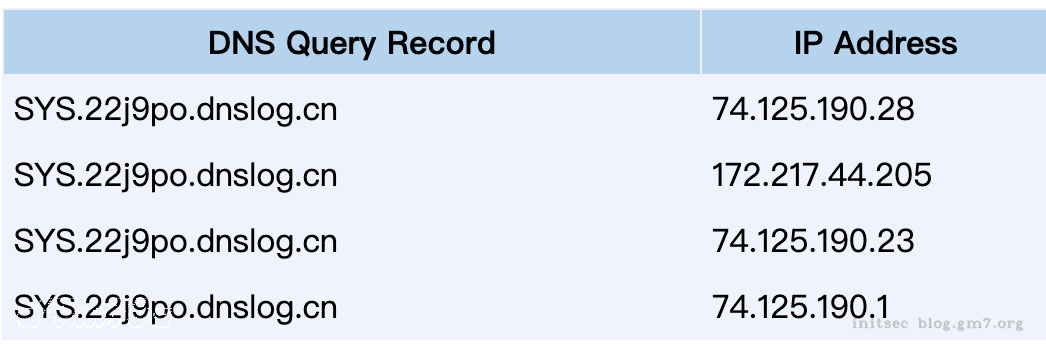 DNS Query Record IP Address
SYS.22j9po.dnslog.cn 74.125.190.28
SYS.22j9po.dnslog.cn 172.217.44.205
SYS.22j9po.dnslog.cn 74.125.190.23
SYS.22j9po.dnslog.cn 74.125.190.1
initsec blog.gm7.org